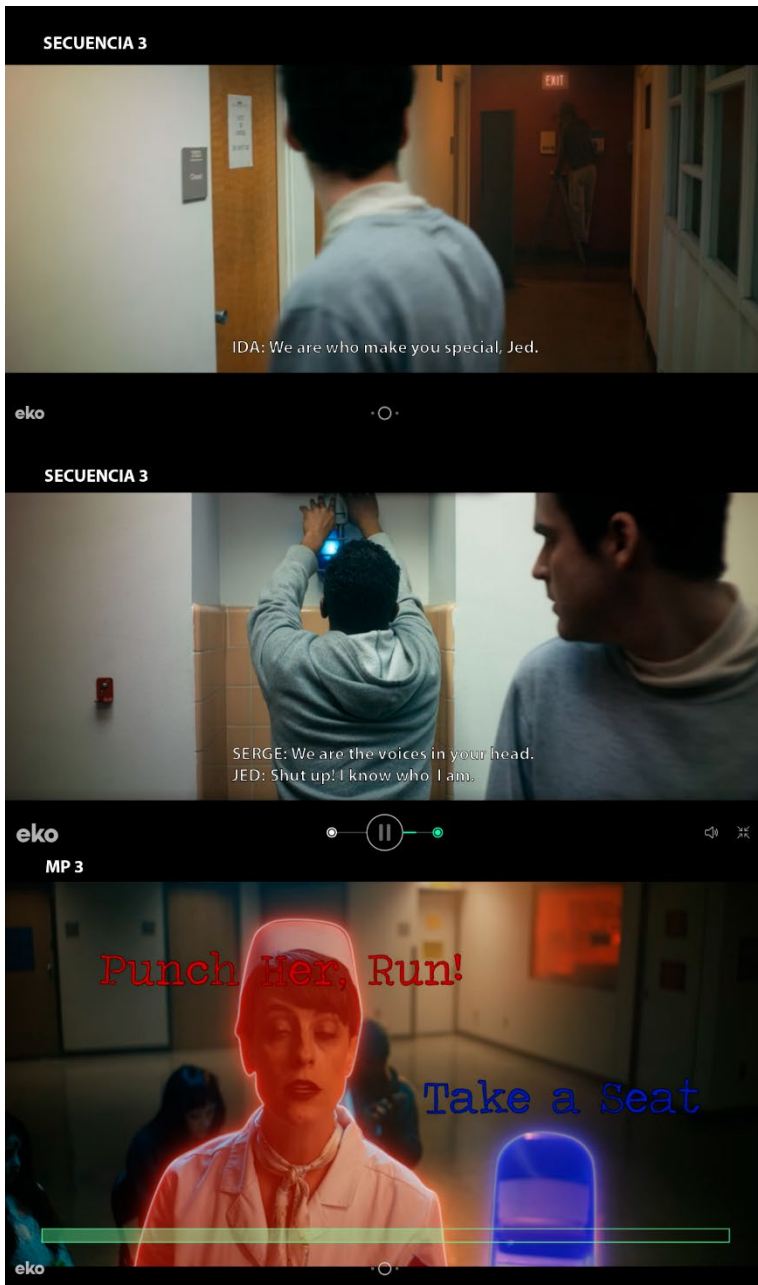 SECUENCIA 3
EXIT
Closet
IDA: We are who make you special, Jed.
eko
SECUENCIA 3
SERGE: We are the voices in your head.
JED: Shut up! I know who I am.
eko
MP 3
Punch Her, Run!
Take a Seat
eko